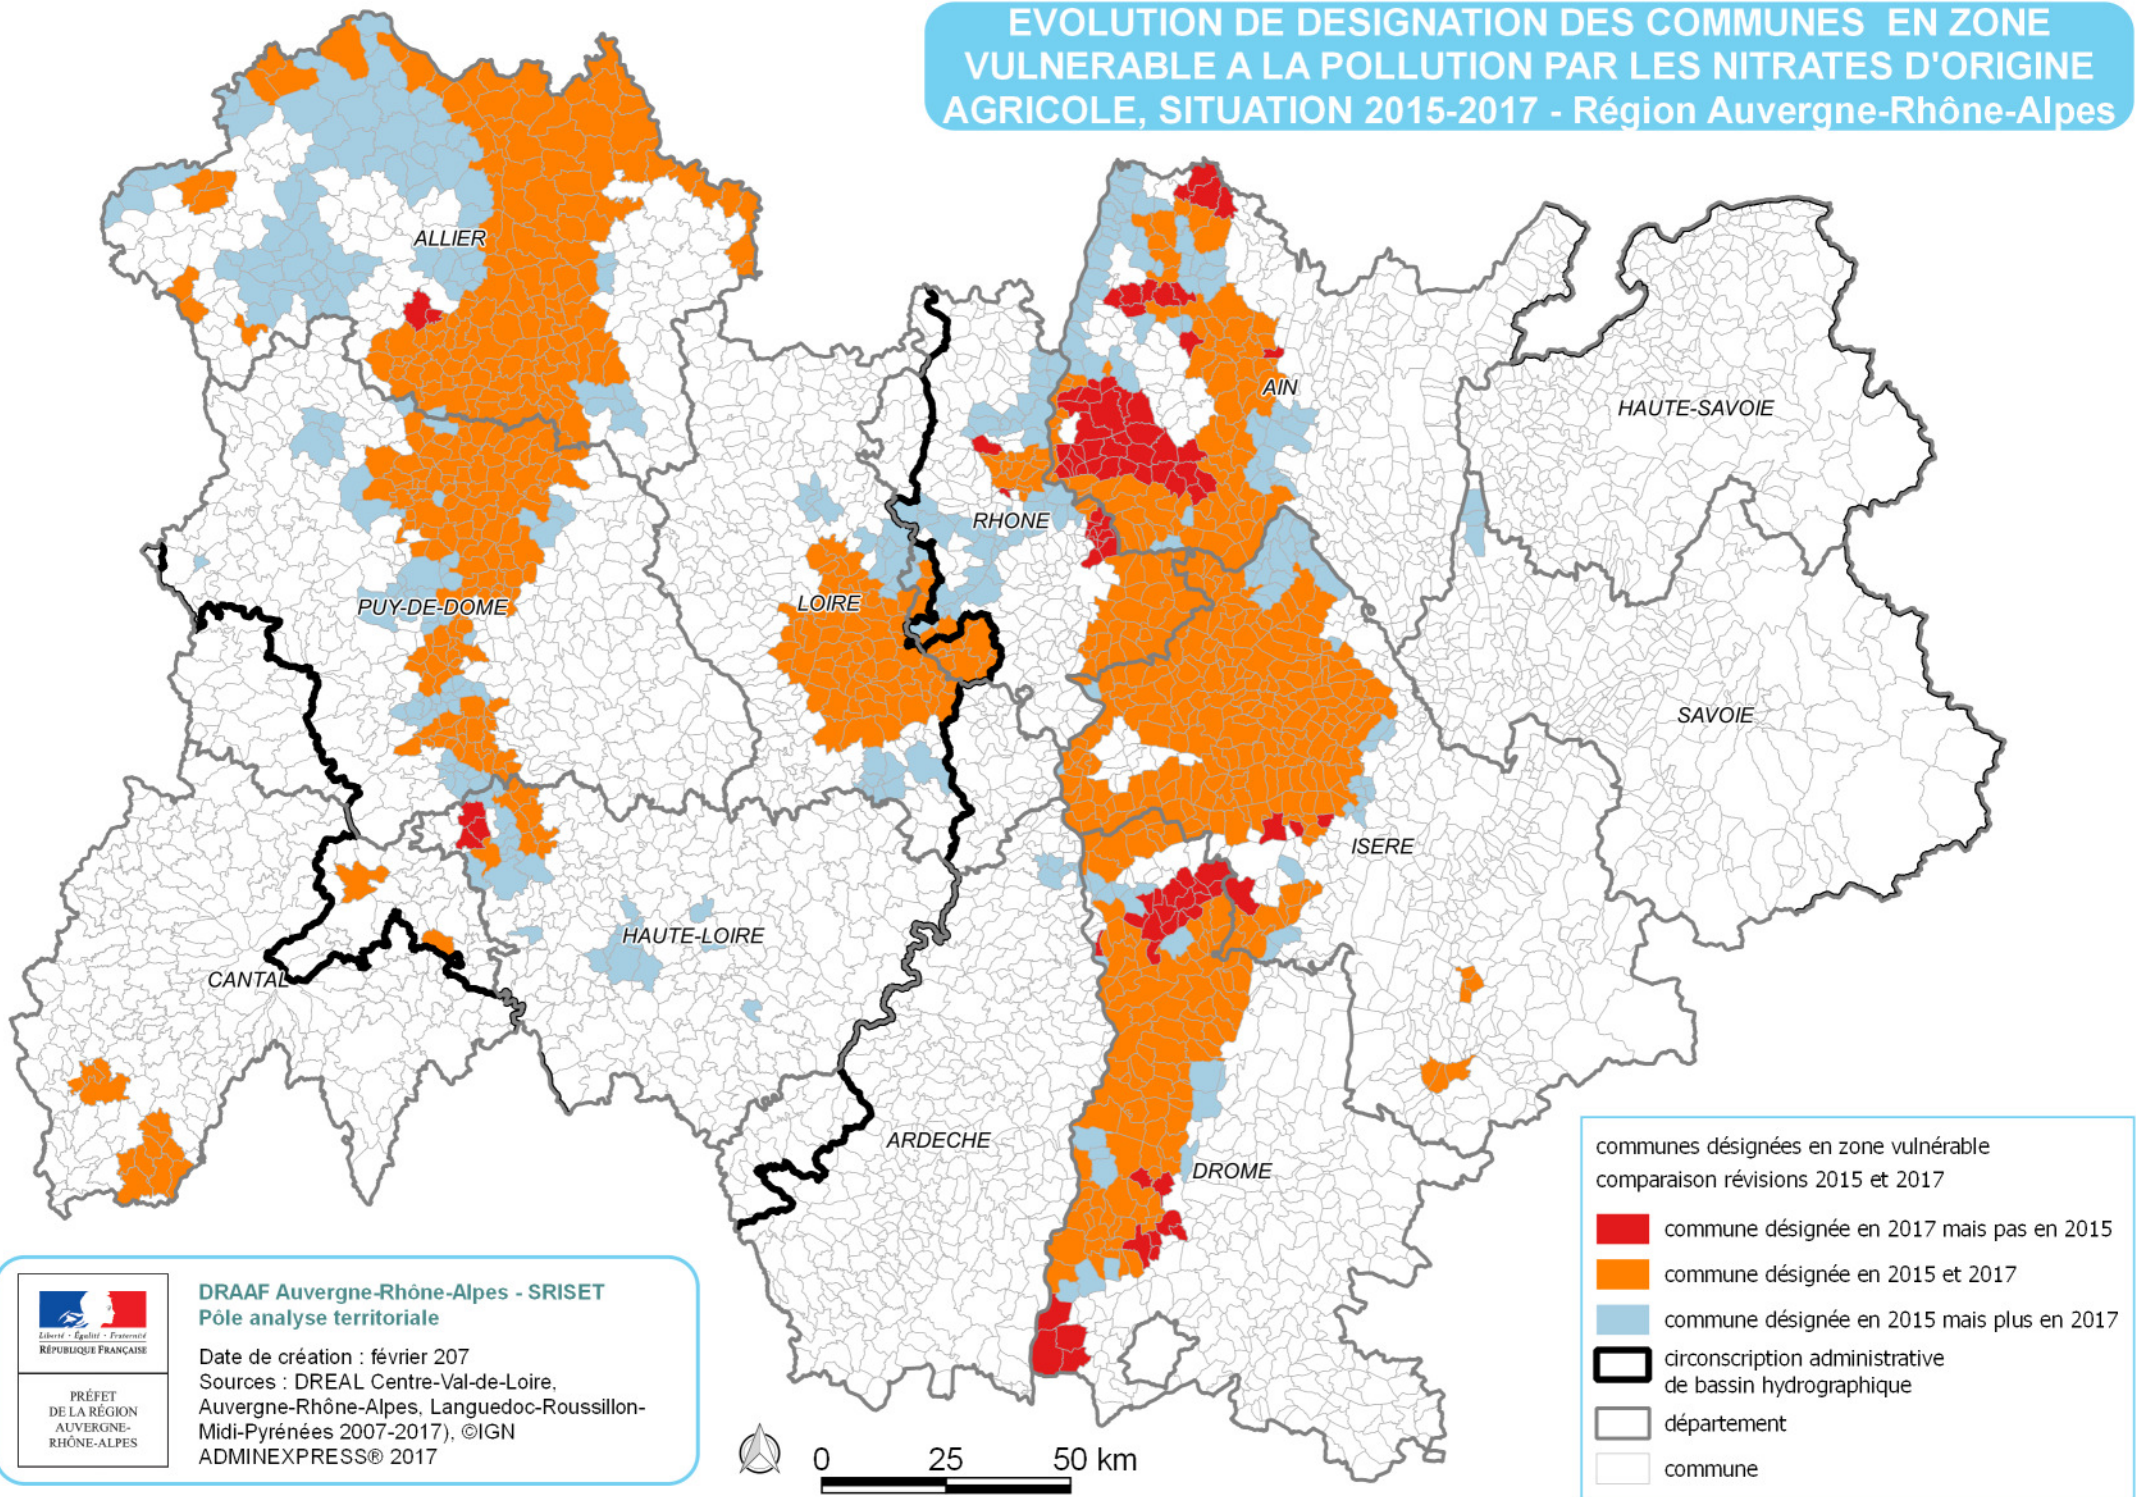 EVOLUTION DE DESIGNATION DES COMMUNES EN ZONE
VULNERABLE A LA POLLUTION PAR LES NITRATES D'ORIGINE
AGRICOLE, SITUATION 2015-2017 - Région Auvergne-Rhône-Alpes
ALLIER
AIN
HAUTE-SAVOIE
RHONE
PUY-DE-DOME
LOIRE
SAVOIE
ISERE
HAUTE-LOIRE
CANTAL
ARDECHE
DROME
communes désignées en zone vulnérable
comparaison révisions 2015 et 2017
commune désignée en 2017 mais pas en 2015
commune désignée en 2015 et 2017
commune désignée en 2015 mais plus en 2017
circonscription administrative
de bassin hydrographique
département
commune
Liberté • Égalité • Fraternité
RÉPUBLIQUE FRANÇAISE
PRÉFET
DE LA RÉGION
AUVERGNE-
RHÔNE-ALPES
DRAAF Auvergne-Rhône-Alpes - SRISET
Pôle analyse territoriale
Date de création : février 207
Sources : DREAL Centre-Val-de-Loire,
Auvergne-Rhône-Alpes, Languedoc-Roussillon-
Midi-Pyrénées 2007-2017), ©IGN
ADMINEXPRESS® 2017
0 25 50 km